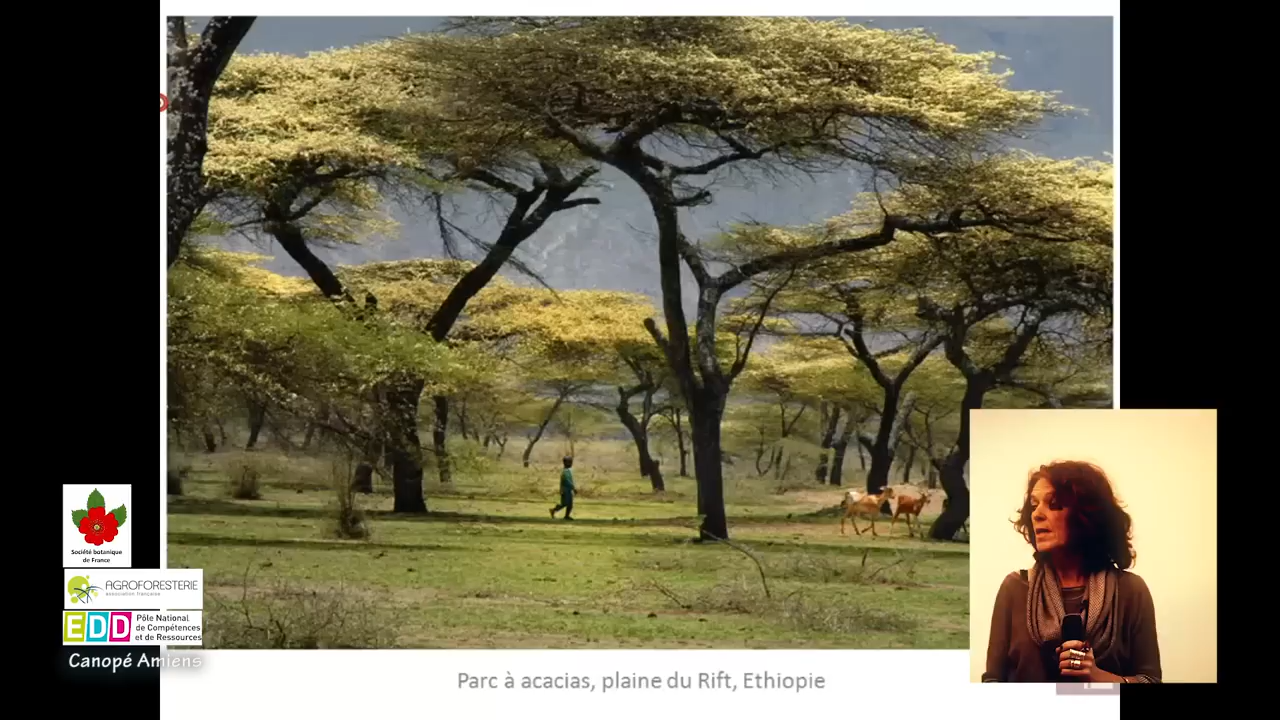 Société botanique
de France
AGROFORESTERIE
association française
EDD
Pôle National
de Compétences
et de Ressources
Canopé Amiens
Parc à acacias, plaine du Rift, Ethiopie